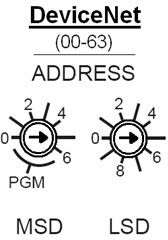 DeviceNet
(00-63)
ADDRESS
2 4
0 6
PGM
2 4
0 6
8
MSD LSD